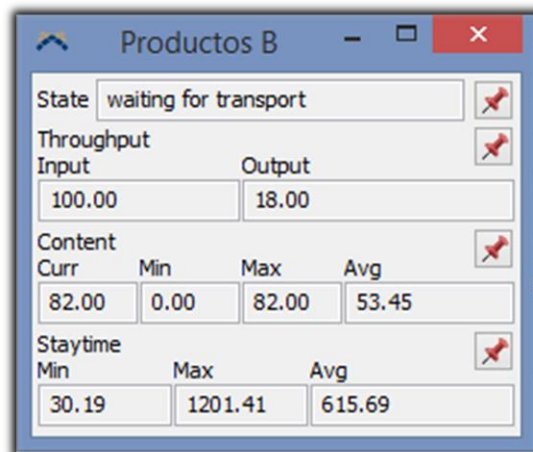 Productos B
State waiting for transport
Throughput
Input Output
100.00 18.00
Content
Curr Min Max Avg
82.00 0.00 82.00 53.45
Staytime
Min Max Avg
30.19 1201.41 615.69